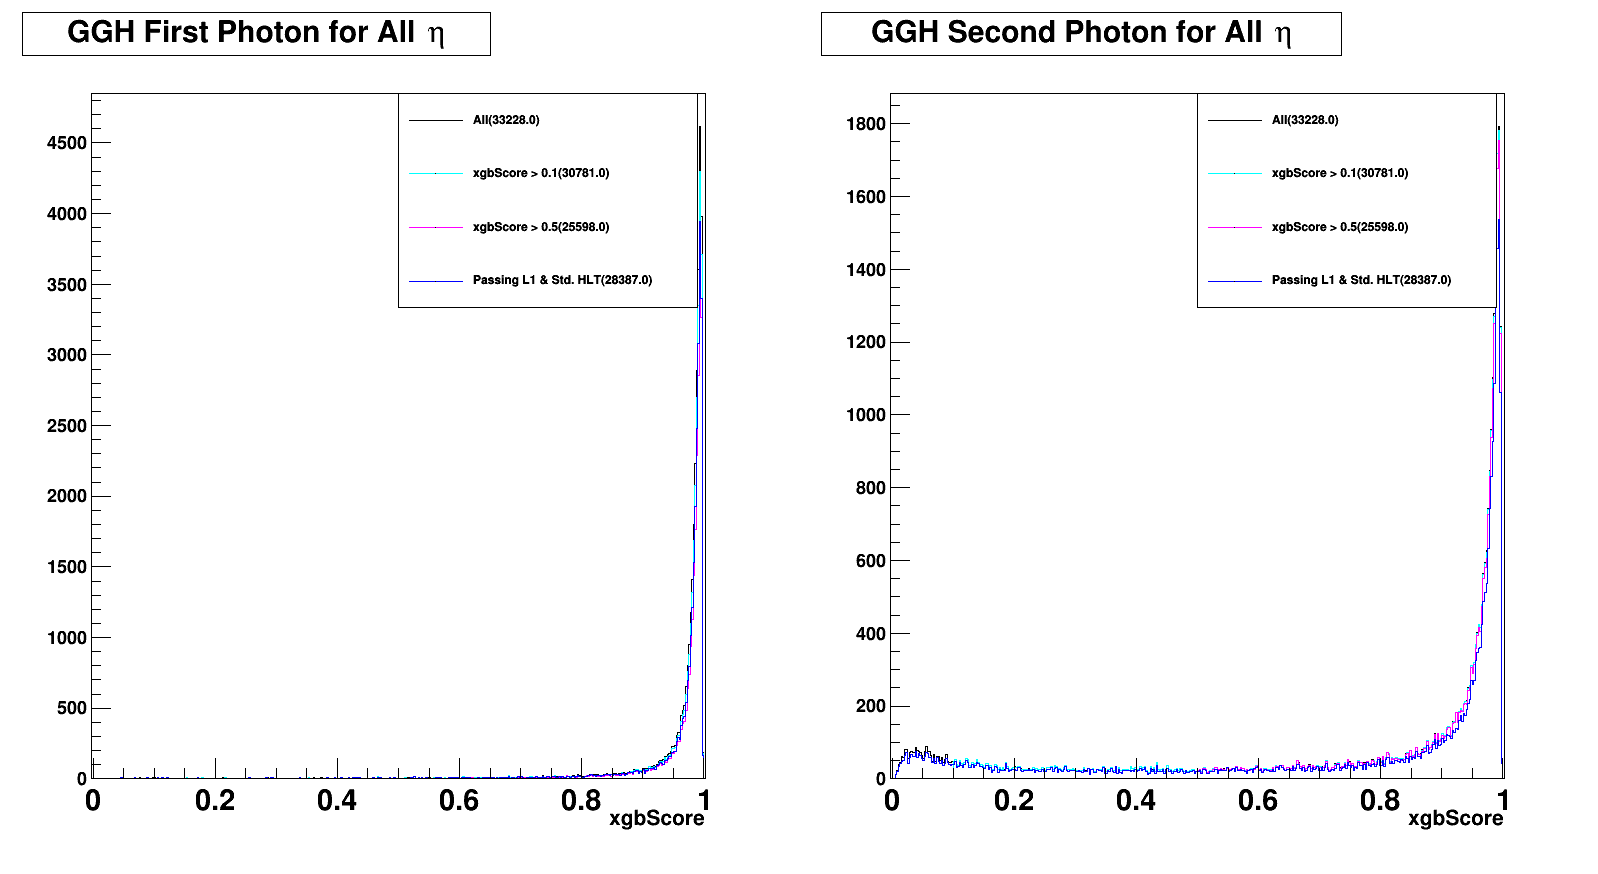 GGH First Photon for All η
All(33228.0)
xgbScore > 0.1(30781.0)
xgbScore > 0.5(25598.0)
Passing L1 & Std. HLT(28387.0)
4500
4000
3500
3000
2500
2000
1500
1000
500
0
0 0.2 0.4 0.6 0.8 1
xgbScore
GGH Second Photon for All η
All(33228.0)
xgbScore > 0.1(30781.0)
xgbScore > 0.5(25598.0)
Passing L1 & Std. HLT(28387.0)
1800
1600
1400
1200
1000
800
600
400
200
0
0 0.2 0.4 0.6 0.8 1
xgbScore